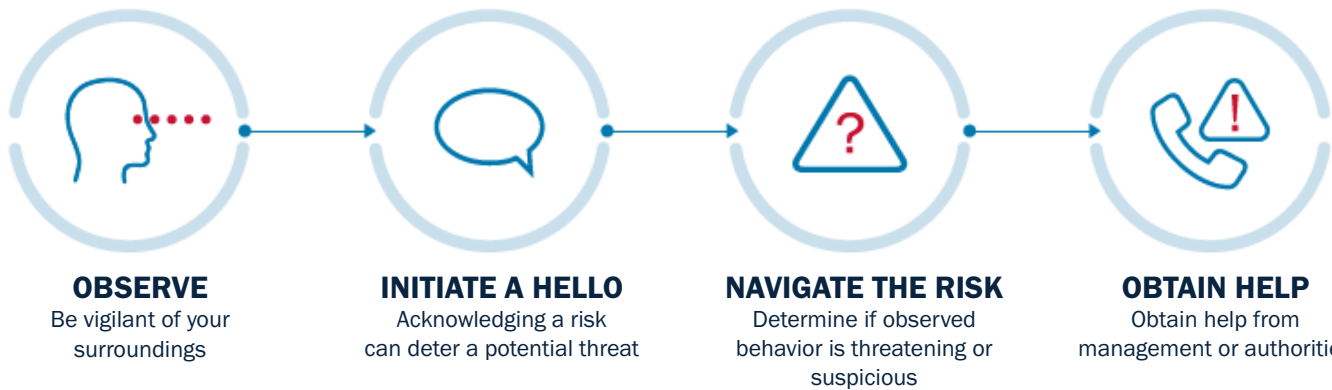 OBSERVE
Be vigilant of your
surroundings
INITIATE A HELLO
Acknowledging a risk
can deter a potential threat
?
NAVIGATE THE RISK
Determine if observed
behavior is threatening or
suspicious
!
OBTAIN HELP
Obtain help from
management or authoritie